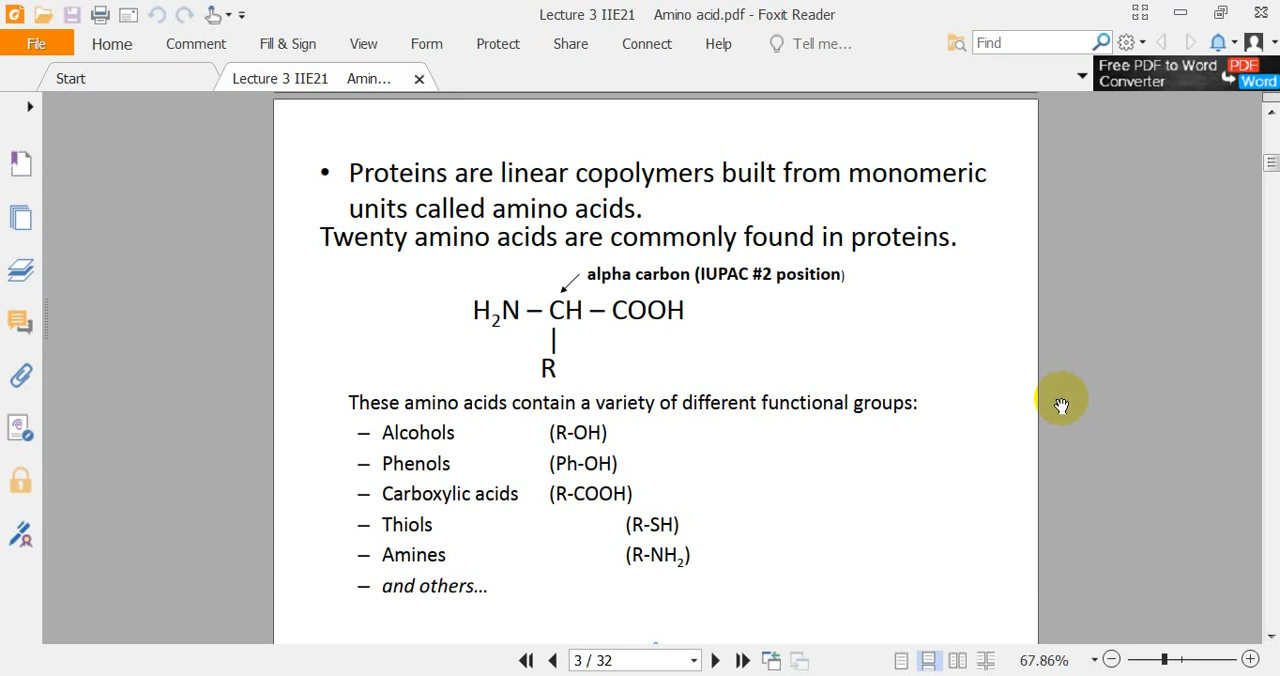 Lecture 3 IIE21    Amino acid.pdf - Foxit Reader
File  Home  Comment  Fill & Sign  View  Form  Protect  Share  Connect  Help  Tell me...  Find
Start  Lecture 3 IIE21    Amin...
Free PDF to Word
Converter
PDF
Word
• Proteins are linear copolymers built from monomeric
units called amino acids.
Twenty amino acids are commonly found in proteins.
alpha carbon (IUPAC #2 position)
H₂N – CH – COOH
|
R
These amino acids contain a variety of different functional groups:
– Alcohols (R-OH)
– Phenols (Ph-OH)
– Carboxylic acids (R-COOH)
– Thiols (R-SH)
– Amines (R-NH₂)
– and others...
3 / 32
67.86%